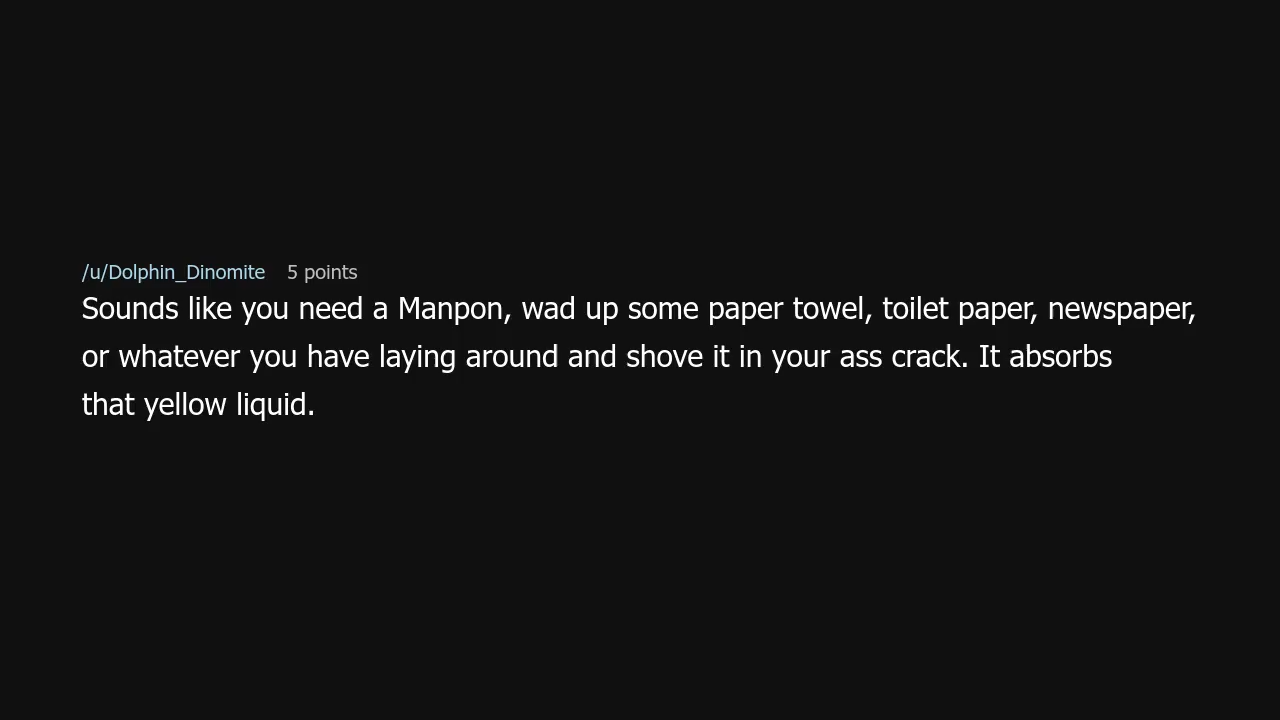 /u/Dolphin_Dinomite 5 points
Sounds like you need a Manpon, wad up some paper towel, toilet paper, newspaper,
or whatever you have laying around and shove it in your ass crack. It absorbs
that yellow liquid.